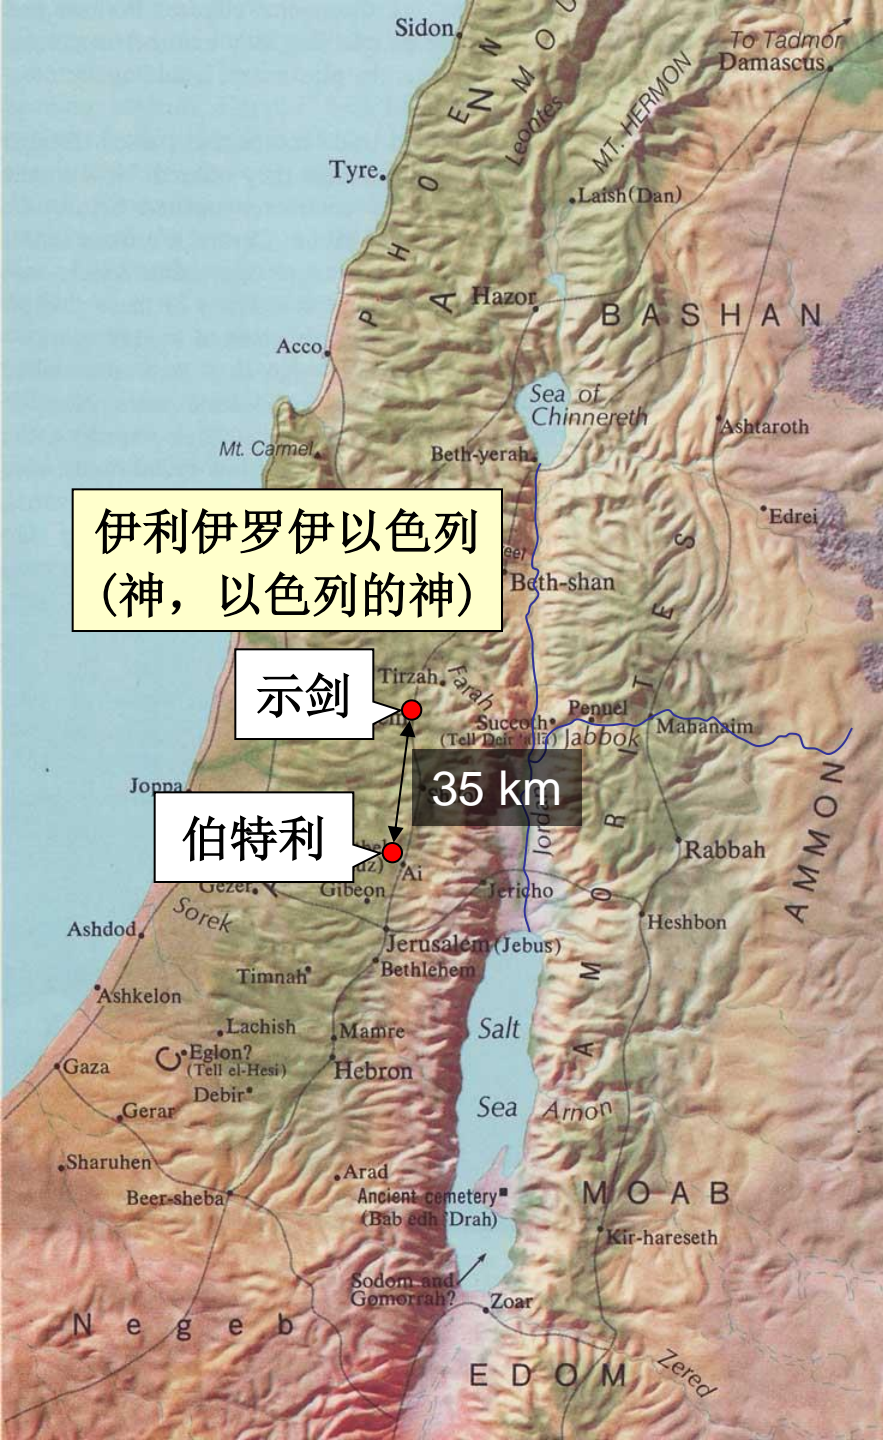 Sidon
To Tadmor
Damascus
Leontes
MT. HERMON
Tyre
Laish(Dan)
P H O E N
A
N
M O U
Hazor
B A S H A N
Acco
Sea of
Chinnereth
Ashtaroth
Mt. Carmel
Beth-yerah
伊利伊罗伊以色列
(神，以色列的神)
Edrei
eel
Beth-shan
示剑
Tirzah
Farah
Penuel
Succoth
(Tell Deir 'alla)
Jabbok
Mahanaim
A M O R I T E S
35 km
Joppa
Jordan
AMMON
伯特利
Ai
Rabbah
Gezer
Gibeon
Jericho
Sorek
Heshbon
Ashdod
Jerusalem (Jebus)
Bethlehem
Timnah
Ashkelon
Lachish
Mamre
Salt
Sea
Eglon?
(Tell el-Hesi)
Gaza
Hebron
Debir
Gerar
Arnon
Sharuhen
Arad
Beer-sheba
Ancient cemetery
(Bab edh 'Drah)
M O A B
Kir-hareseth
Sodom and
Gomorrah?
Zoar
N e g e b
E D O M
Zered